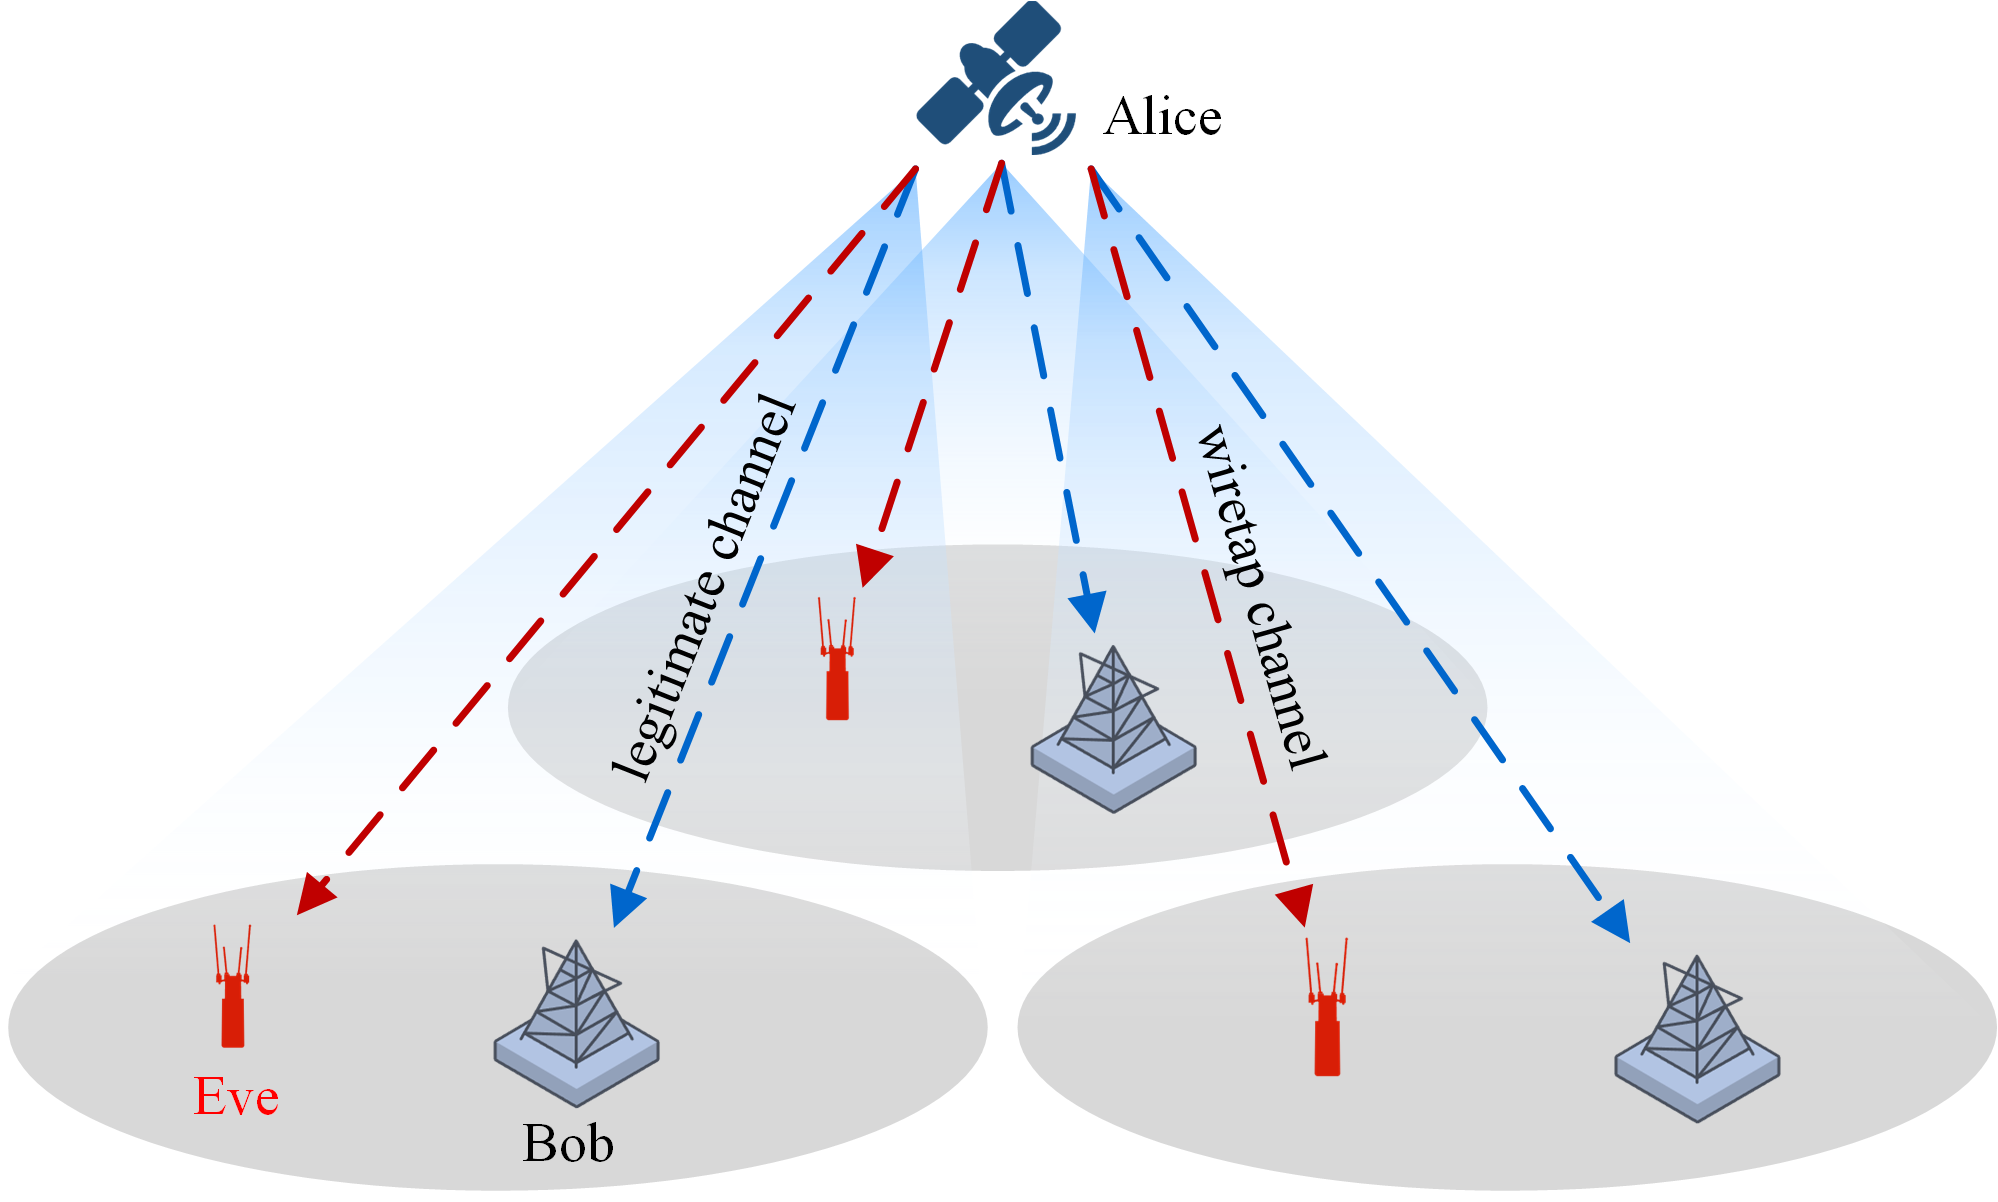 Alice
legitimate channel
wiretap channel
Eve
Bob